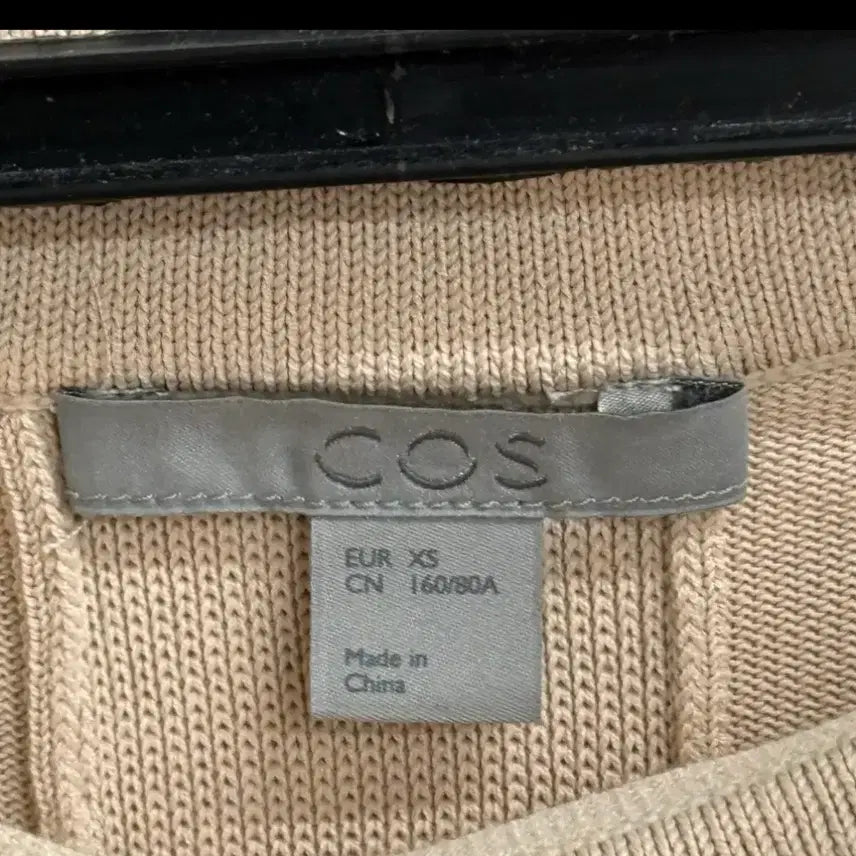 COS
EUR XS
CN 160/80A
Made in
China